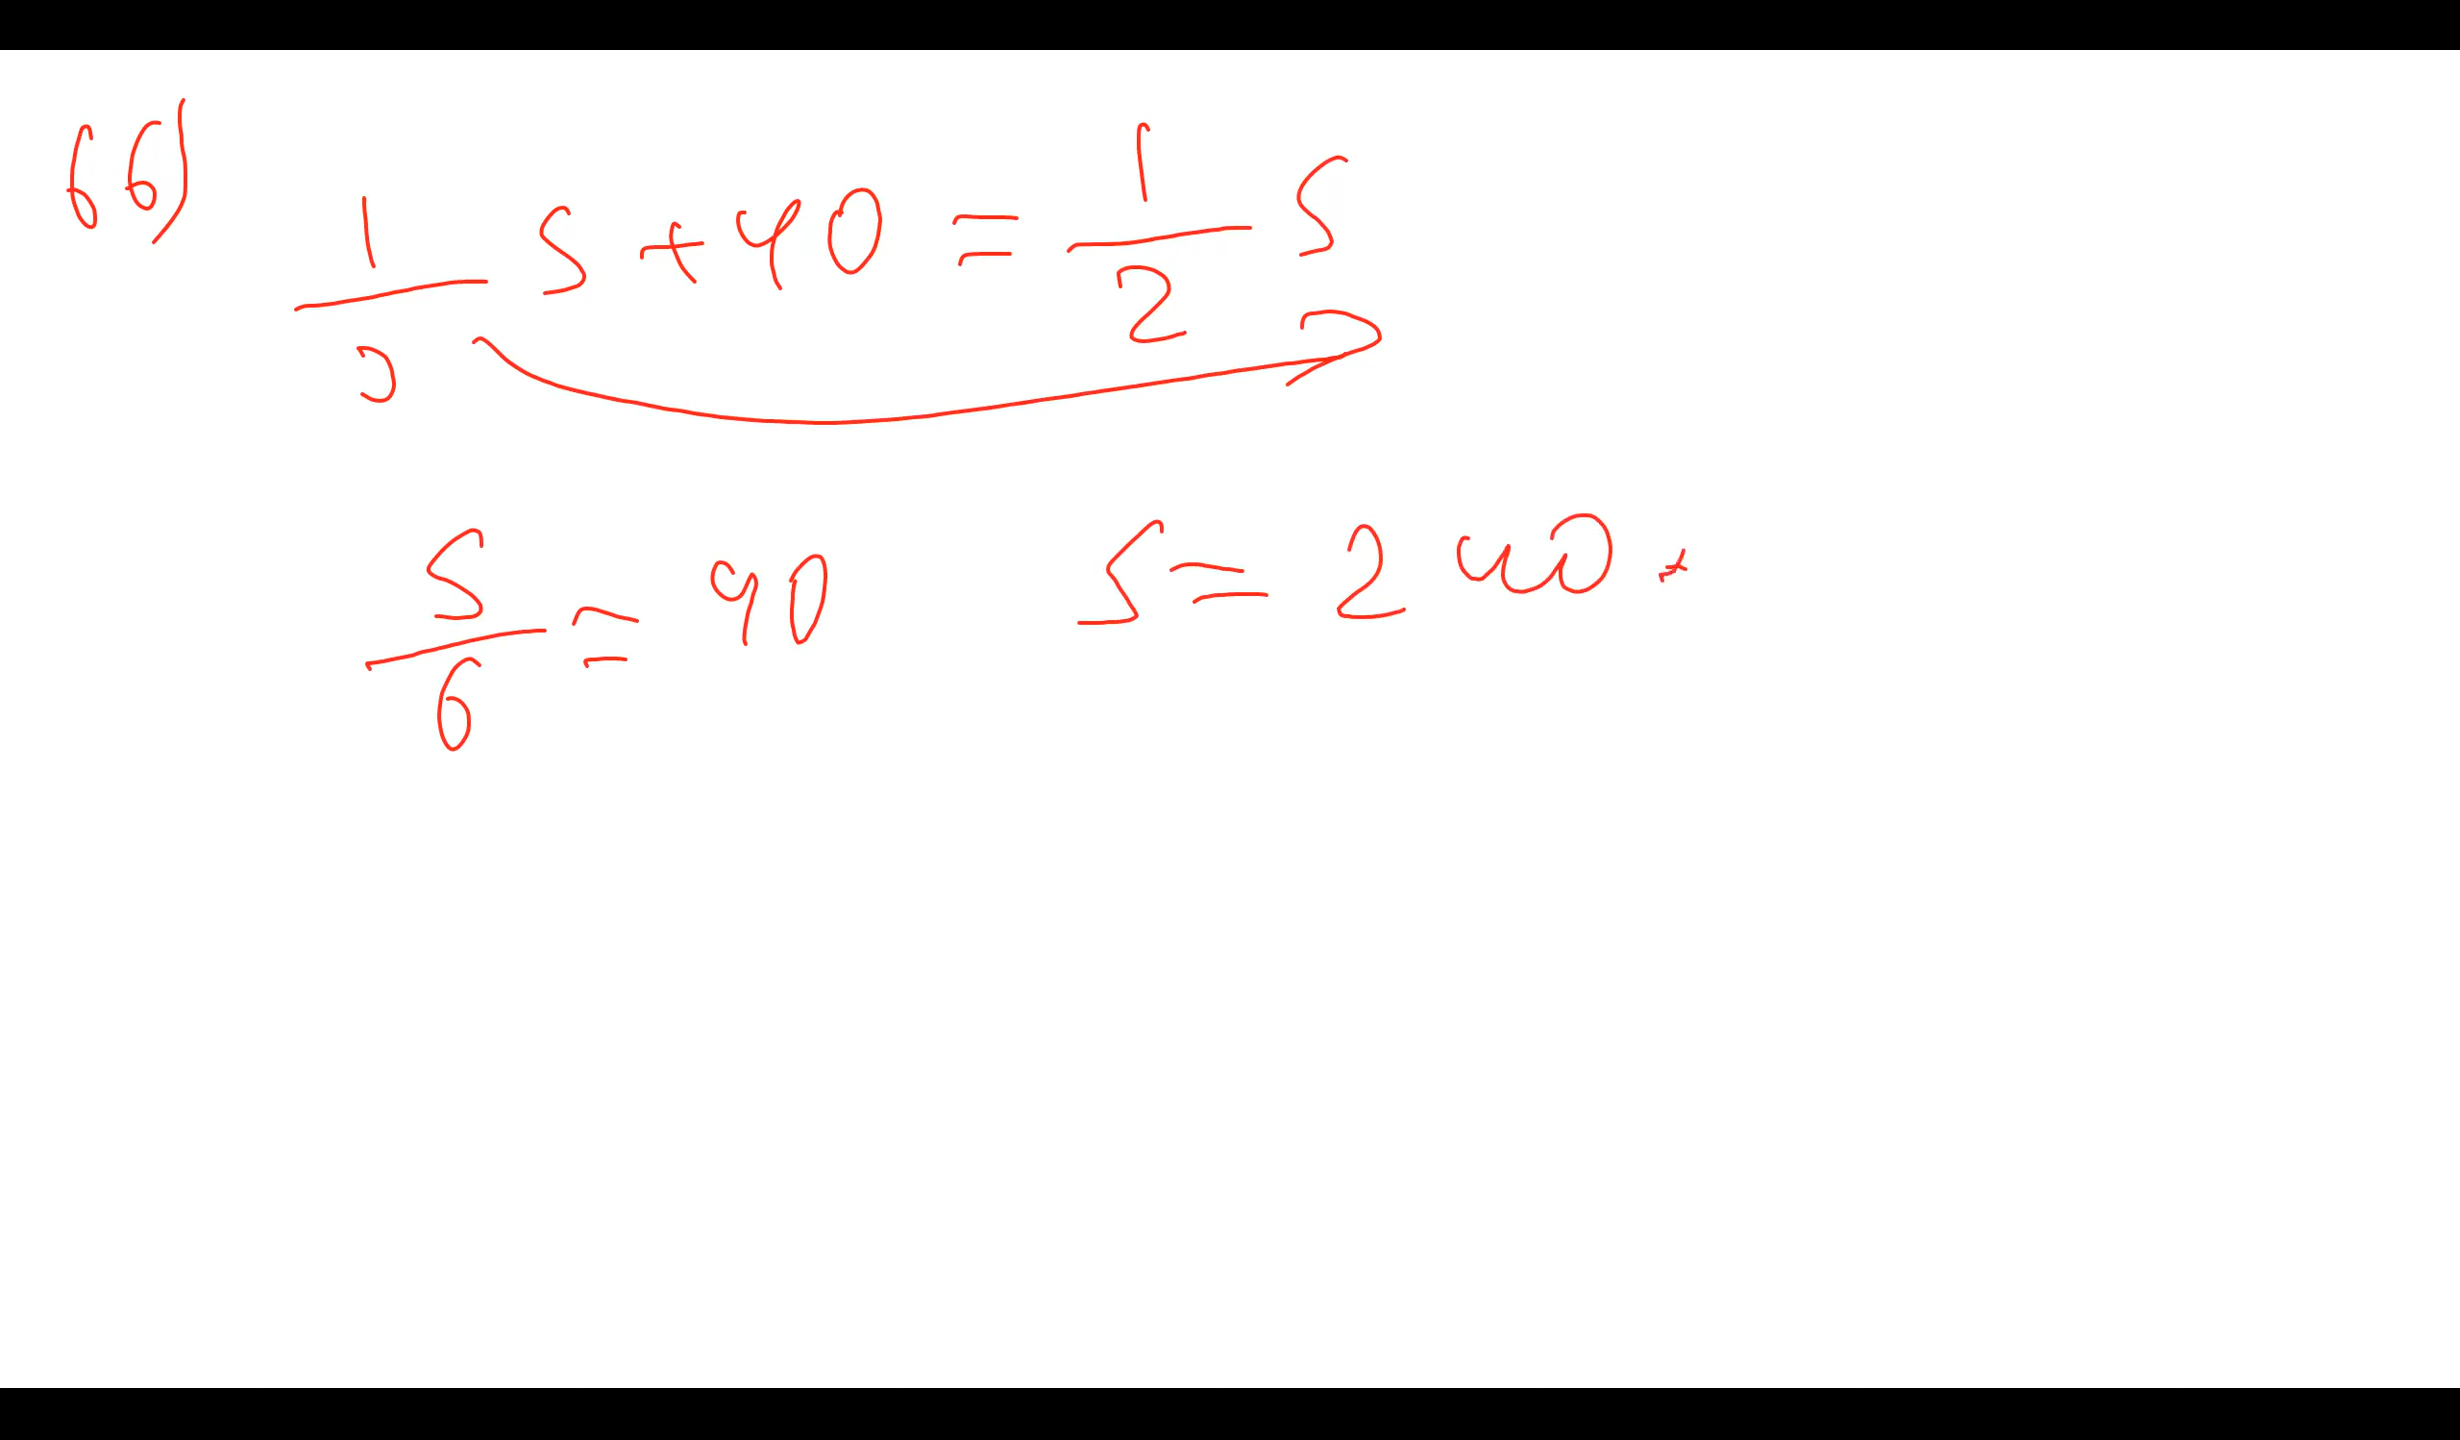 66)
1/3 S + 40 = 1/2 S
S/6 = 40 S = 240